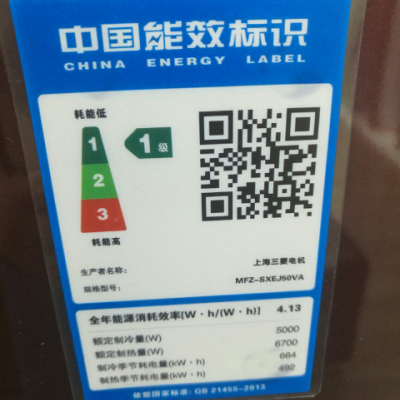 中国能效标识
CHINA ENERGY LABEL
耗能低
1
1级
2
3
耗能高
生产者名称： 上海三菱电机
规格型号： MFZ-SXEJ50VA
全年能源消耗效率[W·h/(W·h)] 4.13
额定制冷量(W) 5000
额定制热量(W) 6700
制冷季节耗电量(kW·h) 664
制热季节耗电量(kW·h) 492
依据国家标准: GB 21455-2013